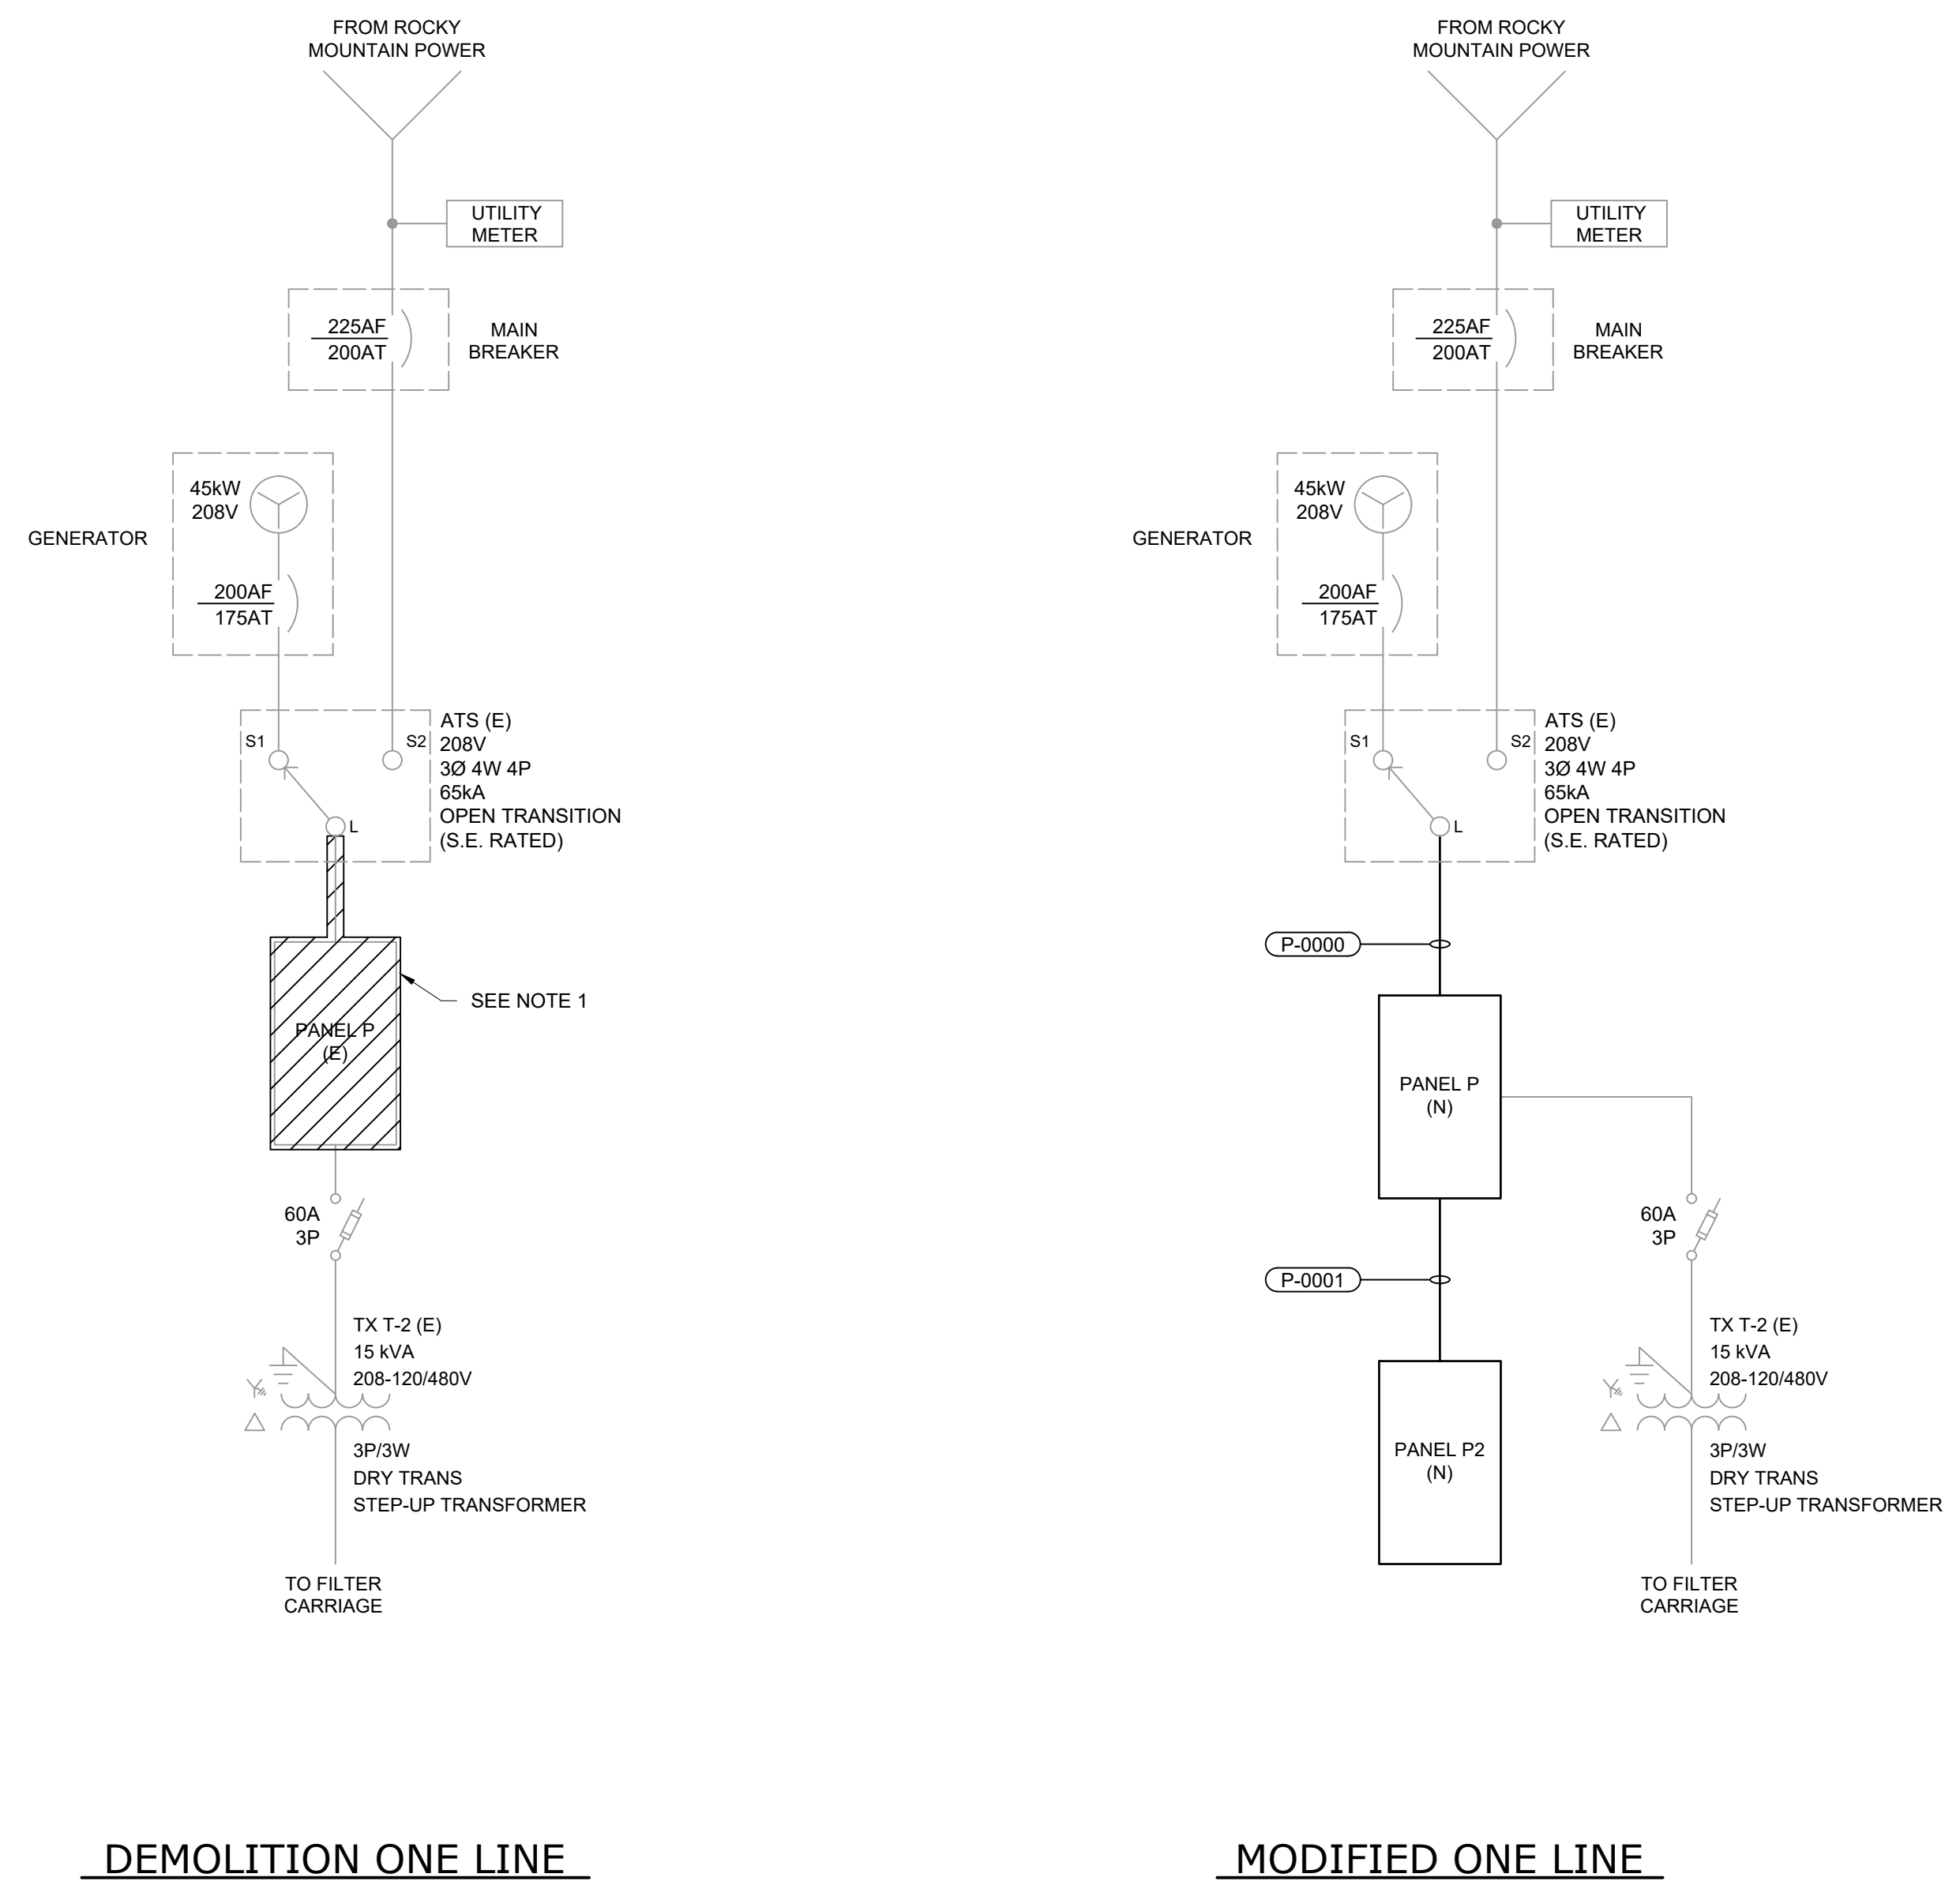 FROM ROCKY
MOUNTAIN POWER
UTILITY
METER
225AF
200AT
MAIN
BREAKER
45kW
208V
GENERATOR
200AF
175AT
S1
S2
ATS (E)
208V
3Ø 4W 4P
65kA
OPEN TRANSITION
(S.E. RATED)
L
SEE NOTE 1
PANEL P
(E)
60A
3P
TX T-2 (E)
15 kVA
208-120/480V
3P/3W
DRY TRANS
STEP-UP TRANSFORMER
TO FILTER
CARRIAGE
DEMOLITION ONE LINE
FROM ROCKY
MOUNTAIN POWER
UTILITY
METER
225AF
200AT
MAIN
BREAKER
45kW
208V
GENERATOR
200AF
175AT
S1
S2
ATS (E)
208V
3Ø 4W 4P
65kA
OPEN TRANSITION
(S.E. RATED)
L
P-0000
PANEL P
(N)
60A
3P
P-0001
TX T-2 (E)
15 kVA
208-120/480V
PANEL P2
(N)
3P/3W
DRY TRANS
STEP-UP TRANSFORMER
TO FILTER
CARRIAGE
MODIFIED ONE LINE